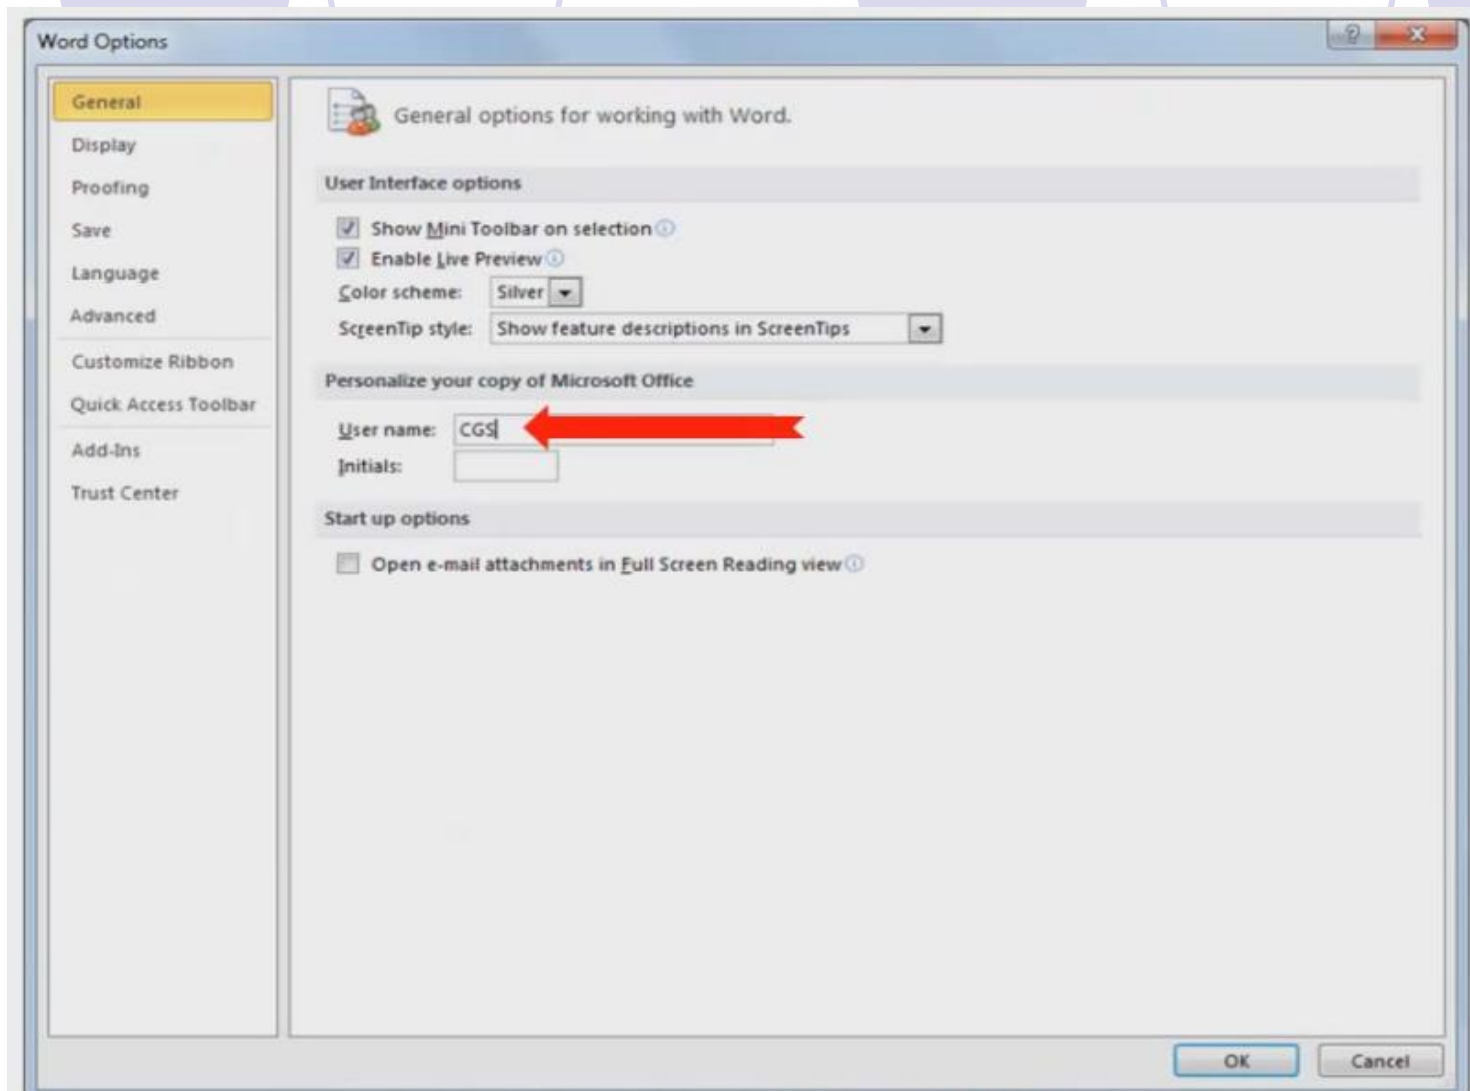 Word Options
General
Display
Proofing
Save
Language
Advanced
Customize Ribbon
Quick Access Toolbar
Add-Ins
Trust Center
General options for working with Word.
User Interface options
Show Mini Toolbar on selection
Enable Live Preview
Color scheme: Silver
ScreenTip style: Show feature descriptions in ScreenTips
Personalize your copy of Microsoft Office
User name: CGS
Initials:
Start up options
Open e-mail attachments in Full Screen Reading view
OK Cancel